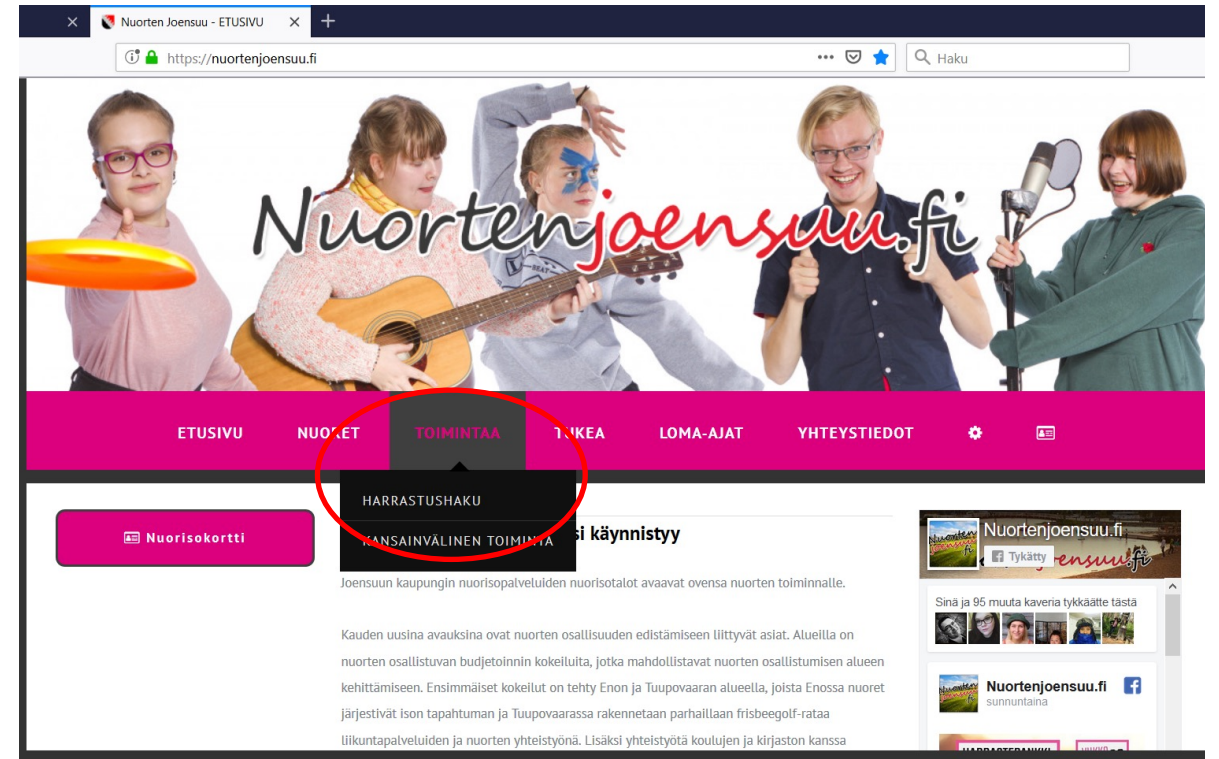 Nuorten Joensuu - ETUSIVU
https://nuortenjoensuu.fi
Haku
Nuortenjoensuu.fi
ETUSIVU NUORET TOIMINTAA TUKEA LOMA-AJAT YHTEYSTIEDOT
HARRASTUSHAKU
KANSAINVÄLINEN TOIMINTA
Nuorisokortti
si käynnistyy
Joensuun kaupungin nuorisopalveluiden nuorisotalot avaavat ovensa nuorten toiminnalle.
Kauden uusina avauksina ovat nuorten osallisuuden edistämiseen liittyvät asiat. Alueilla on
nuorten osallistuvan budjetoinnin kokeiluita, jotka mahdollistavat nuorten osallistumisen alueen
kehittämiseen. Ensimmäiset kokeilut on tehty Enon ja Tuupovaaran alueella, joista Enossa nuoret
järjestivät ison tapahtuman ja Tuupovaarassa rakennetaan parhaillaan frisbeegolf-rataa
liikuntapalveluiden ja nuorten yhteistyönä. Lisäksi yhteistyötä koulujen ja kirjaston kanssa
Nuortenjoensuu.fi
Tykätty
Sinä ja 95 muuta kaveria tykkäätte tästä
Nuortenjoensuu.fi
sunnuntaina